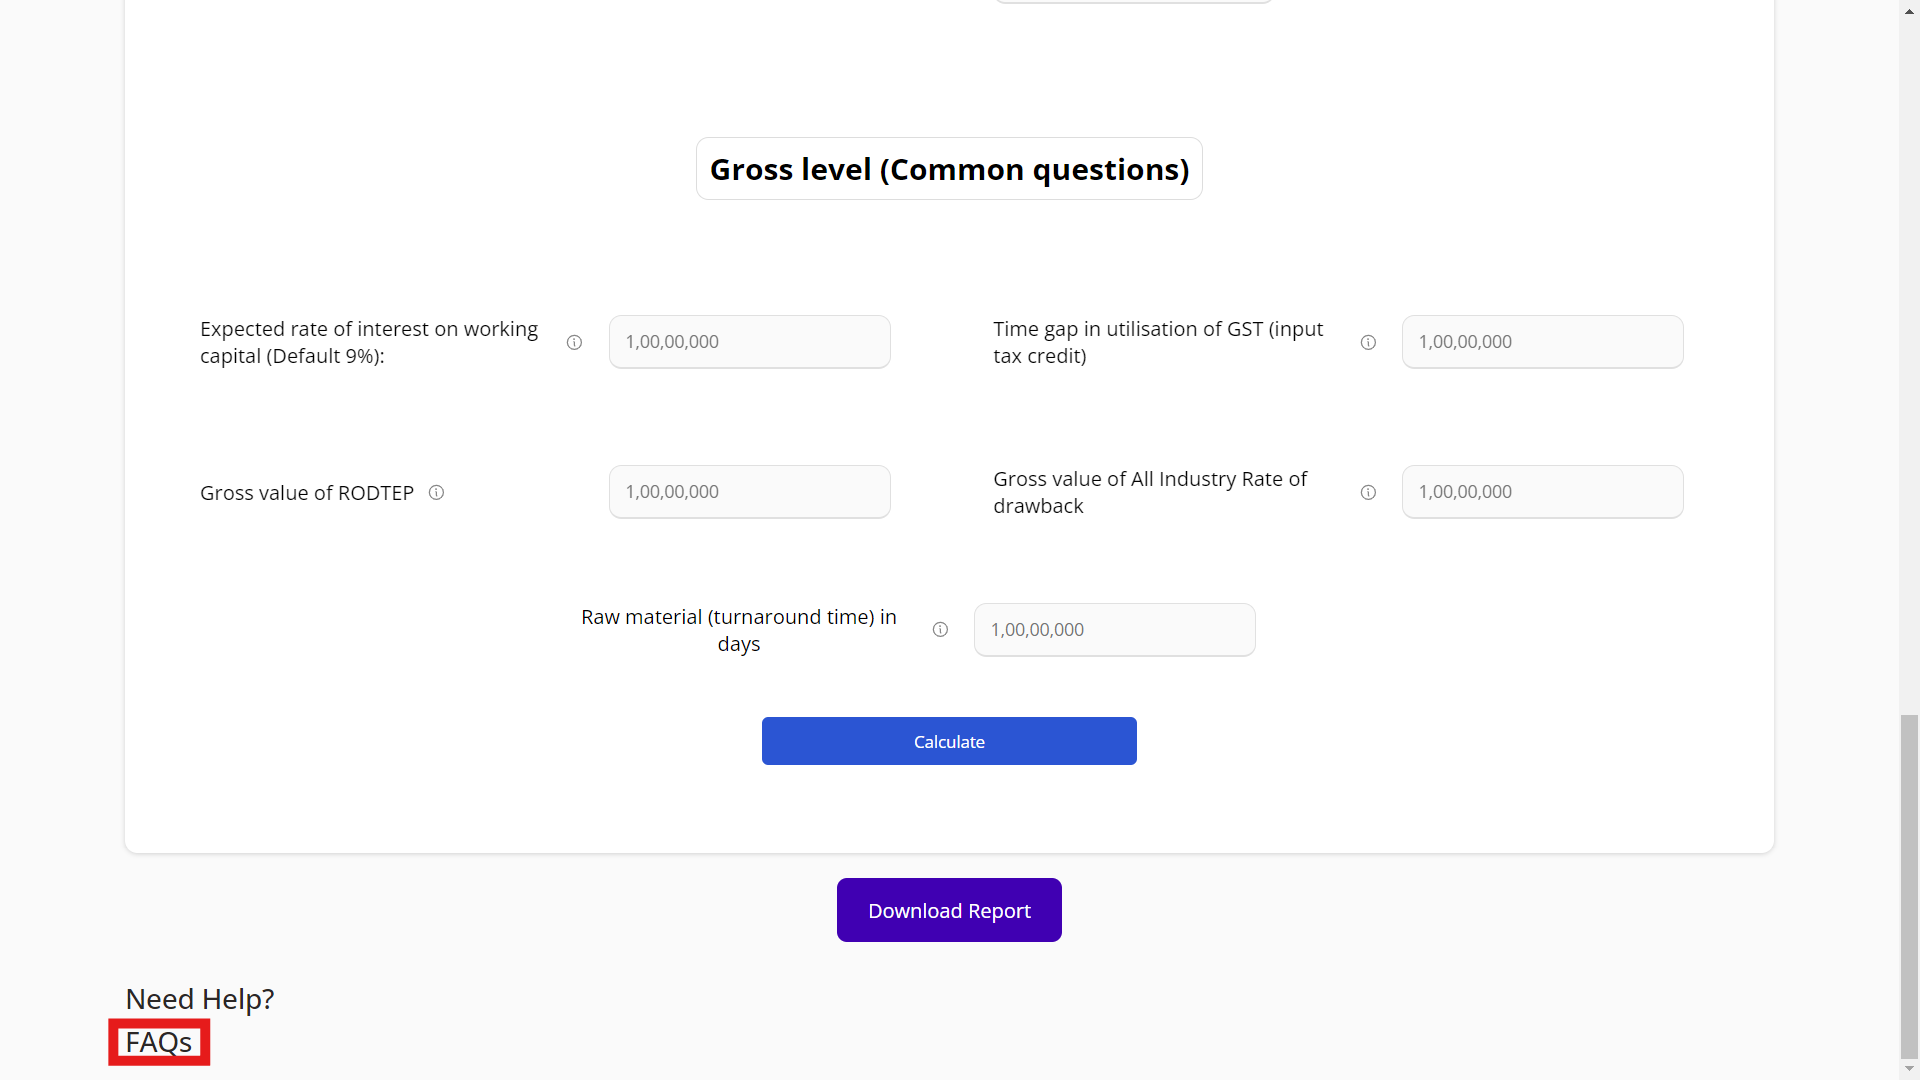 Gross level (Common questions)
Expected rate of interest on working
capital (Default 9%):
1,00,00,000
Time gap in utilisation of GST (input
tax credit)
1,00,00,000
Gross value of RODTEP
1,00,00,000
Gross value of All Industry Rate of
drawback
1,00,00,000
Raw material (turnaround time) in
days
1,00,00,000
Calculate
Download Report
Need Help?
FAQs